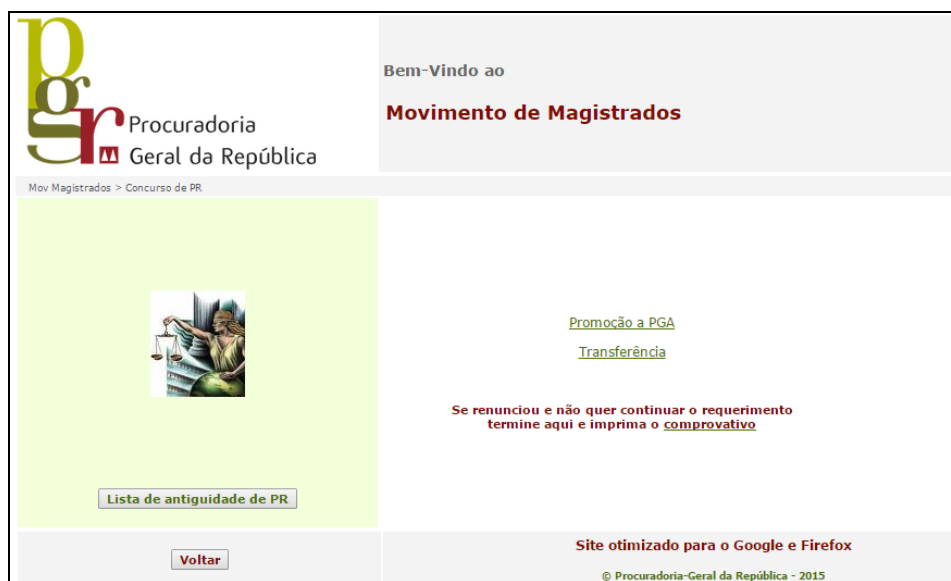 pgr
Procuradoria
Geral da República
Bem-Vindo ao
Movimento de Magistrados
Mov Magistrados > Concurso de PR
Promoção a PGA
Transferência
Se renunciou e não quer continuar o requerimento
termine aqui e imprima o comprovativo
Lista de antiguidade de PR
Voltar
Site otimizado para o Google e Firefox
© Procuradoria-Geral da República - 2015